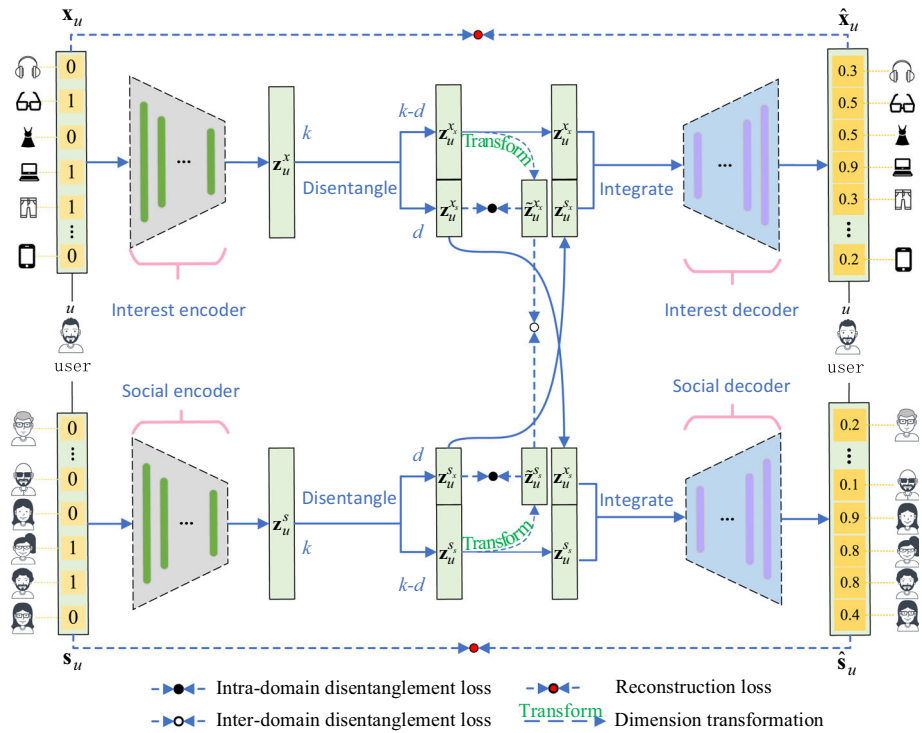 x_u
x̂_u
0
1
0
1
1
0
0.3
0.5
0.5
0.9
0.3
0.2
...
k
z_u^x
Disentangle
k-d
d
z_u^{x_x}
z_u^{x_s}
Transform
z̃_u^{x_x}
z_u^{x_x}
z_u^{s_x}
Integrate
...
Interest encoder
Interest decoder
u
user
u
user
Social encoder
Social decoder
0
0
0
1
1
0
0.2
0.1
0.9
0.8
0.8
0.4
...
z_u^s
Disentangle
k
d
k-d
z_u^{s_x}
z_u^{s_s}
Transform
z̃_u^{s_s}
z_u^{x_s}
z_u^{s_s}
Integrate
...
s_u
ŝ_u
Intra-domain disentanglement loss
Reconstruction loss
Inter-domain disentanglement loss
Transform
Dimension transformation